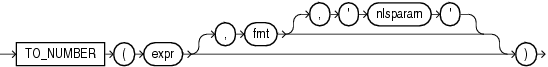 TO_NUMBER ( expr , fmt , ' nlsparam ' )